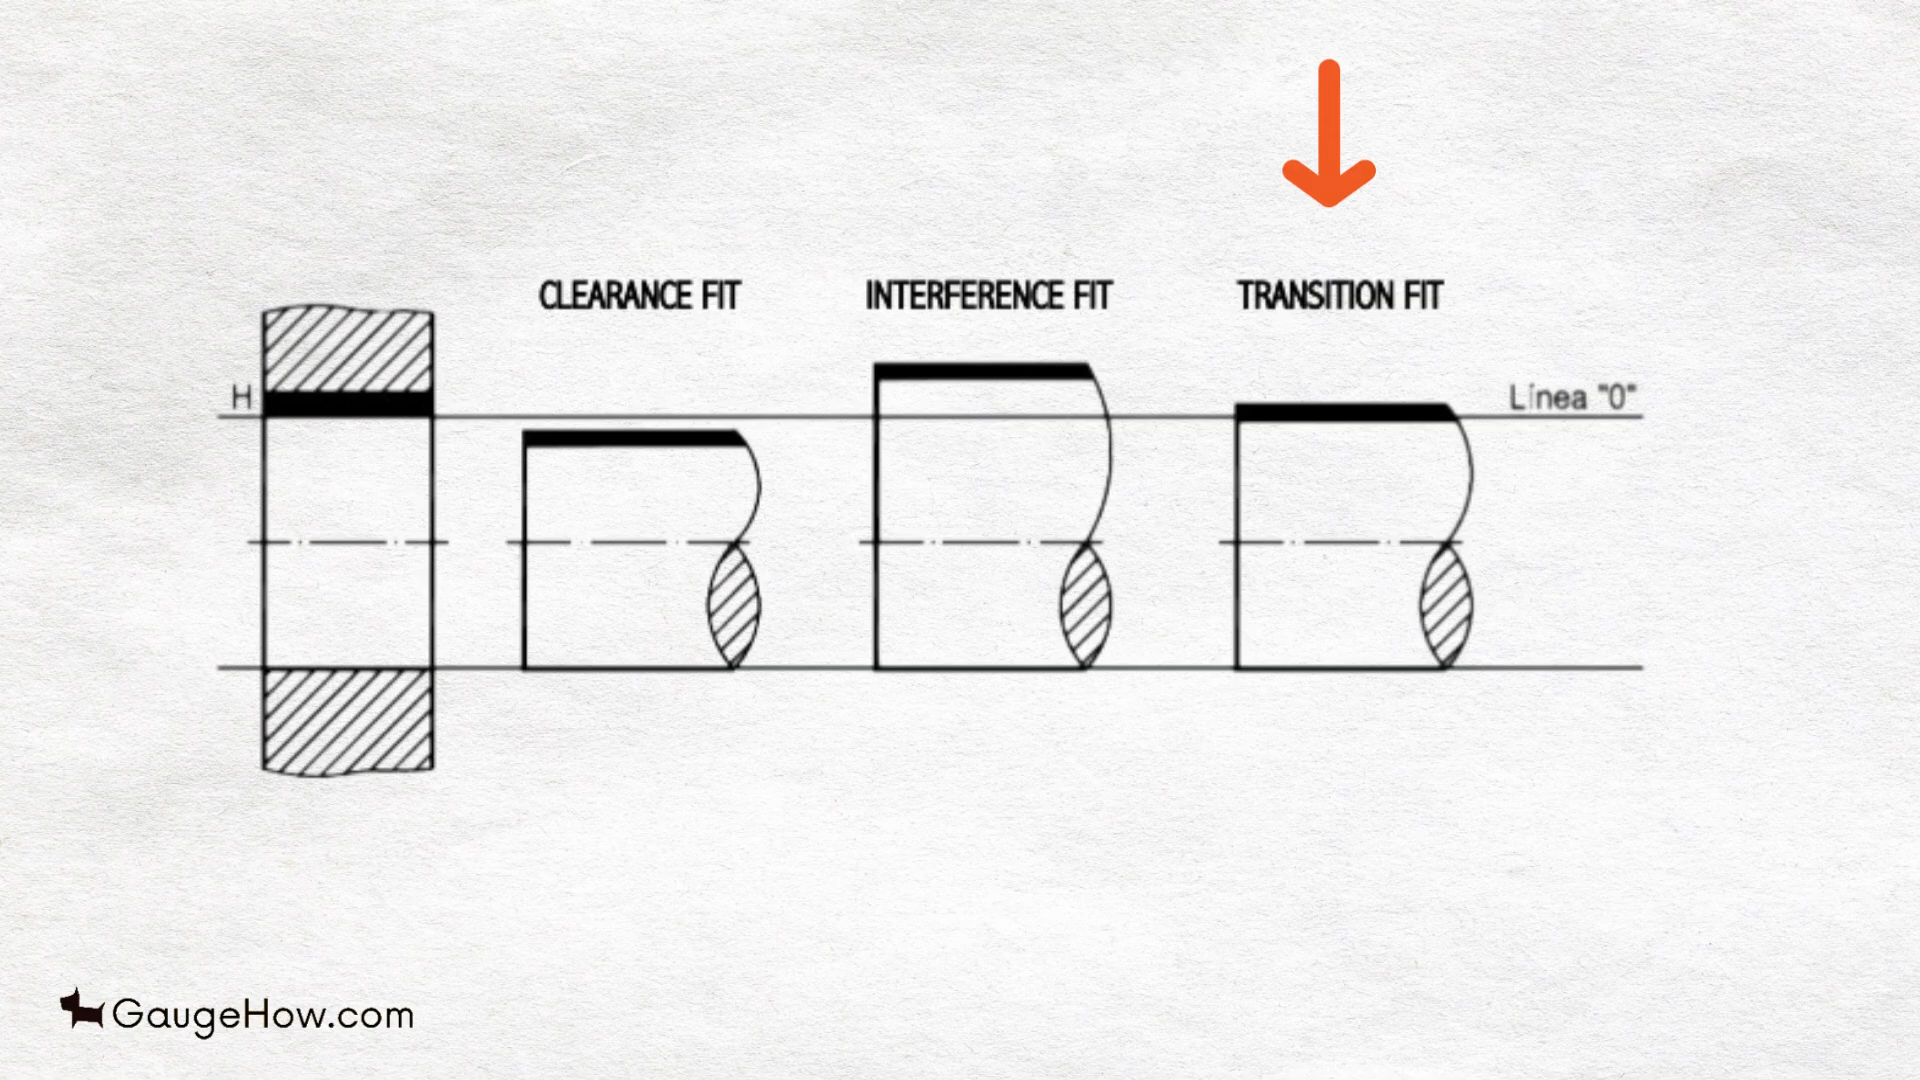 CLEARANCE FIT
INTERFERENCE FIT
TRANSITION FIT
H
Línea "0"
GaugeHow.com